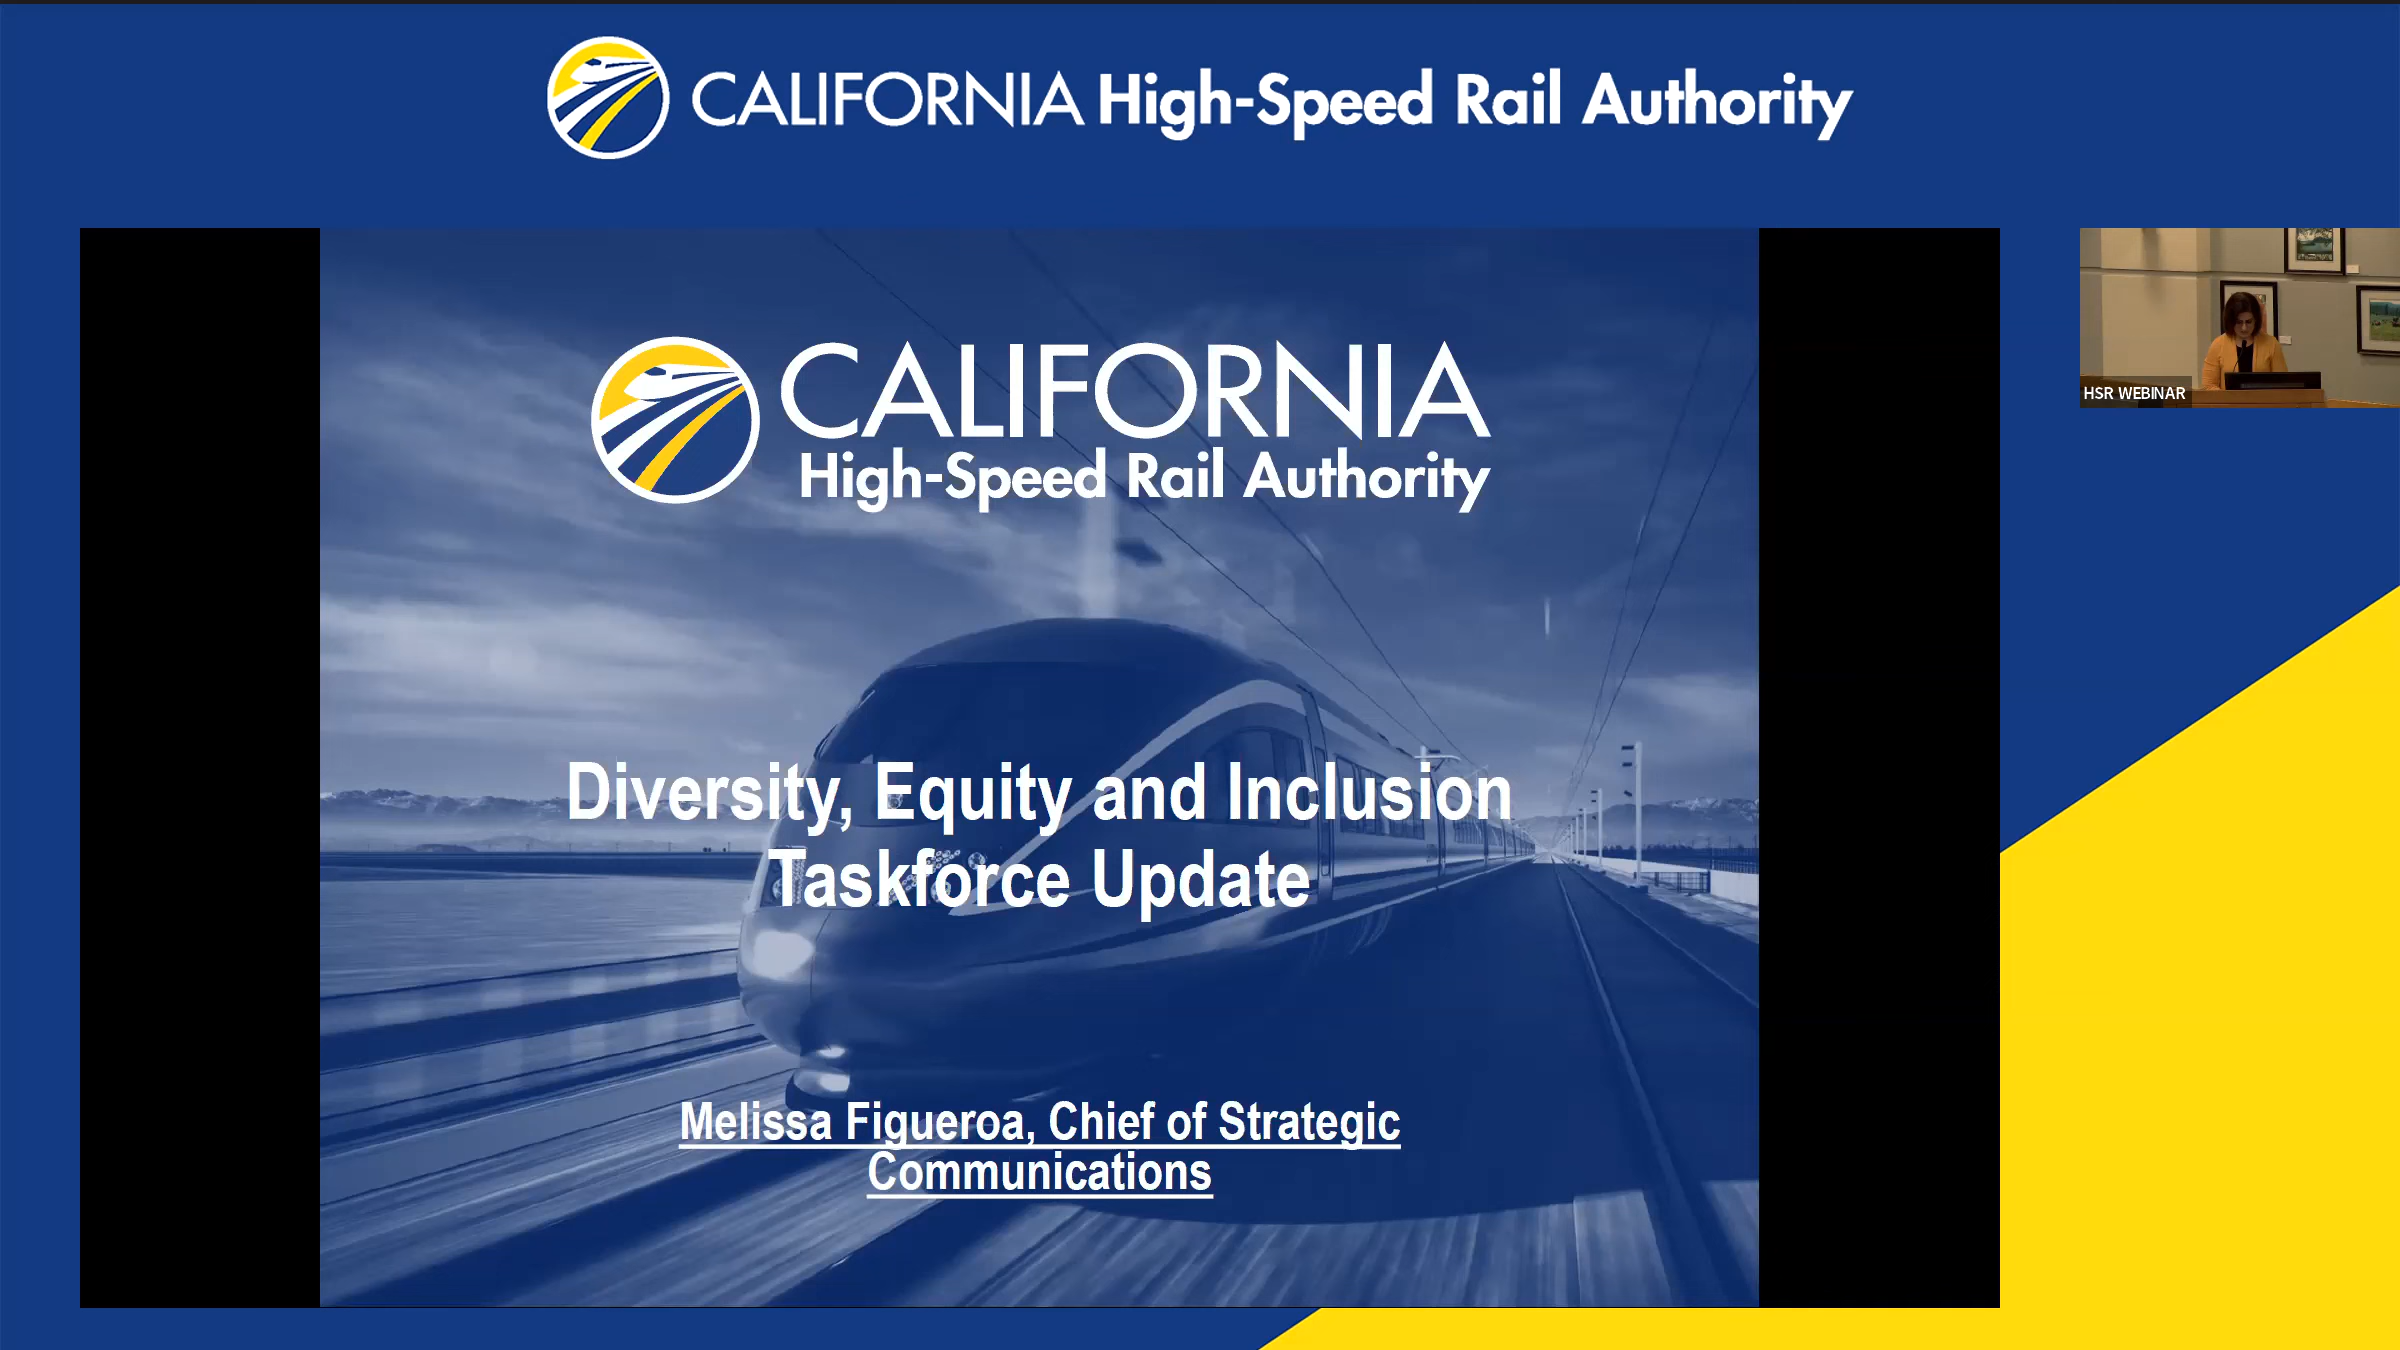 CALIFORNIA High-Speed Rail Authority
CALIFORNIA
High-Speed Rail Authority
HSR WEBINAR
Diversity, Equity and Inclusion
Taskforce Update
Melissa Figueroa, Chief of Strategic
Communications